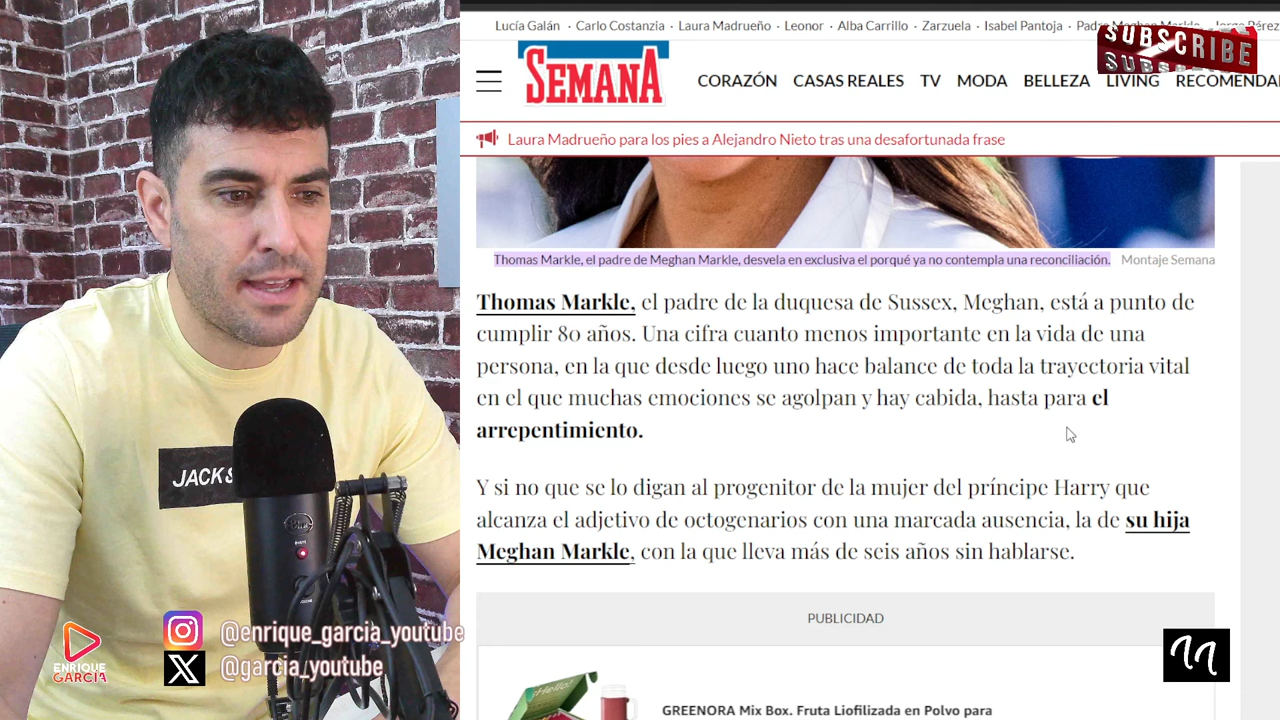 Lucía Galán · Carlo Costanzia · Laura Madrueño · Leonor · Alba Carrillo · Zarzuela · Isabel Pantoja · Padre Meghan Markle · Jorge Pérez
SUBSCRIBE
SEMANA
CORAZÓN CASAS REALES TV MODA BELLEZA LIVING RECOMENDA
Laura Madrueño para los pies a Alejandro Nieto tras una desafortunada frase
Thomas Markle, el padre de Meghan Markle, desvela en exclusiva el porqué ya no contempla una reconciliación. Montaje Semana
Thomas Markle, el padre de la duquesa de Sussex, Meghan, está a punto de
cumplir 80 años. Una cifra cuanto menos importante en la vida de una
persona, en la que desde luego uno hace balance de toda la trayectoria vital
en el que muchas emociones se agolpan y hay cabida, hasta para el
arrepentimiento.
Y si no que se lo digan al progenitor de la mujer del príncipe Harry que
alcanza el adjetivo de octogenarios con una marcada ausencia, la de su hija
Meghan Markle, con la que lleva más de seis años sin hablarse.
PUBLICIDAD
¡Hello!
GREENORA Mix Box. Fruta Liofilizada en Polvo para
JACK &
ENRIQUE
GARCIA
@enrique_garcia_youtube
@garcia_youtube